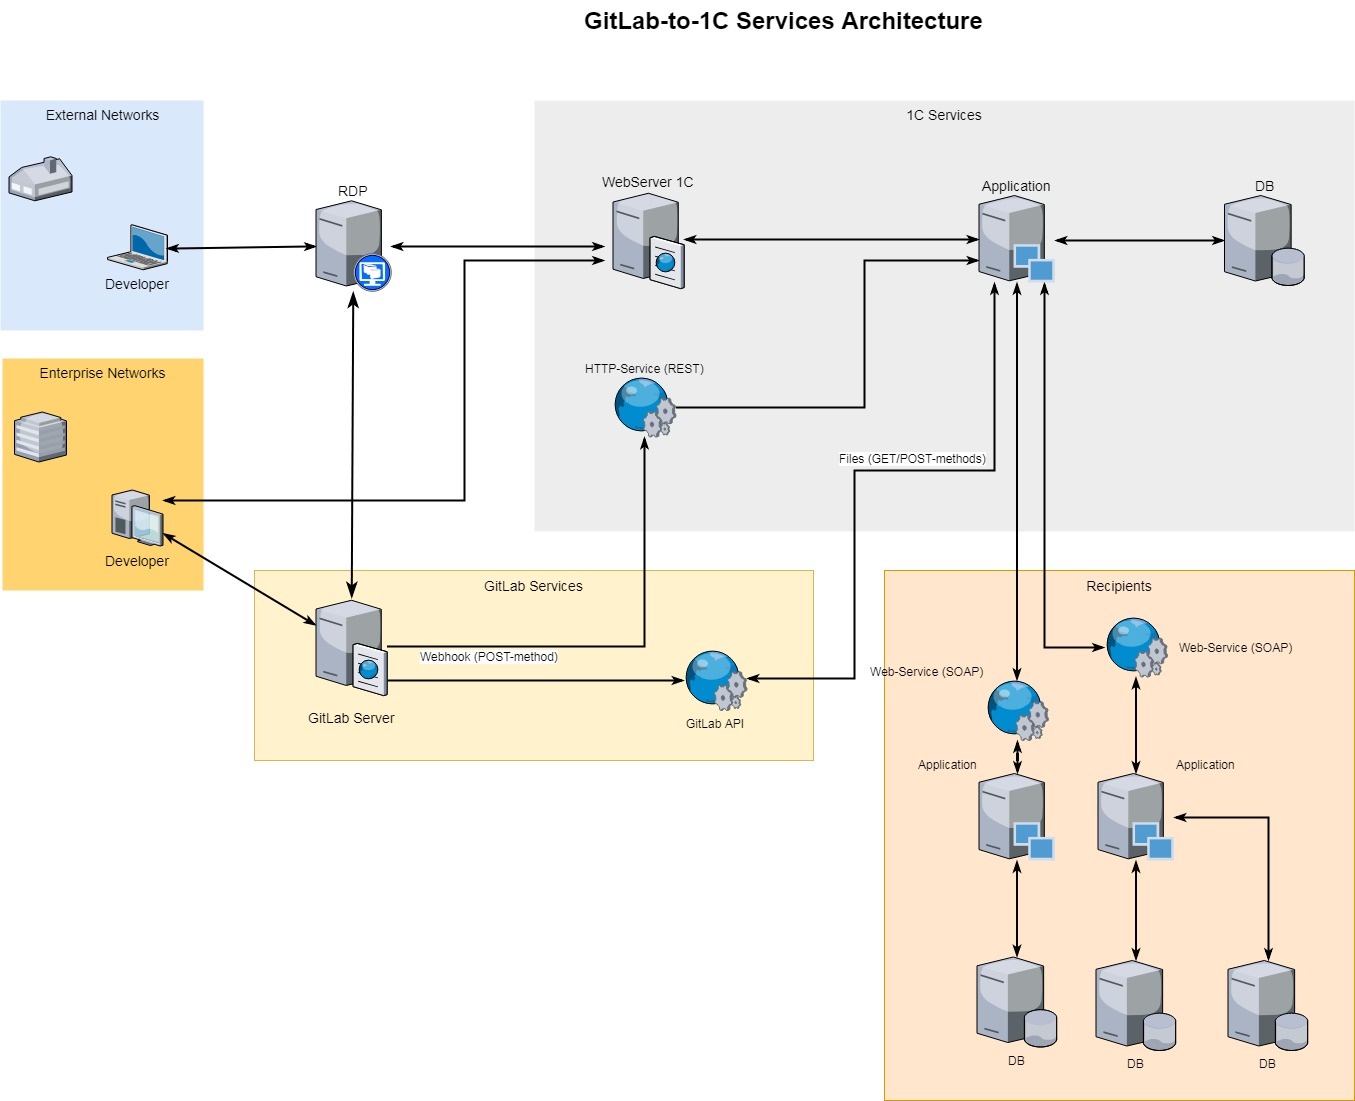 GitLab-to-1C Services Architecture
External Networks
1C Services
RDP
WebServer 1C
Application
DB
Developer
Enterprise Networks
HTTP-Service (REST)
Files (GET/POST-methods)
Developer
GitLab Services
Recipients
Webhook (POST-method)
Web-Service (SOAP)
Web-Service (SOAP)
GitLab Server
GitLab API
Application
Application
DB
DB
DB